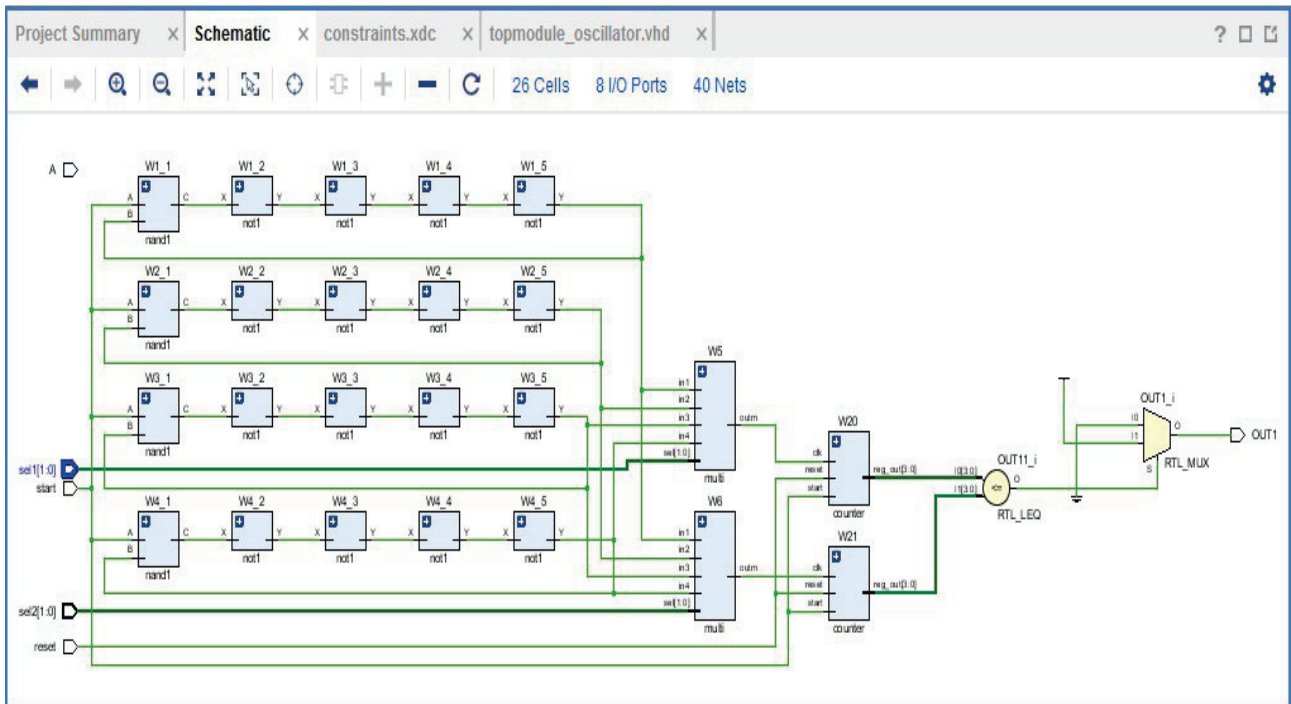 Project Summary × Schematic × constraints.xdc × topmodule_oscillator.vhd × ?
26 Cells 8 I/O Ports 40 Nets
A
W1_1 W1_2 W1_3 W1_4 W1_5
A C X Y X Y X Y X Y
B
nand1 not1 not1 not1 not1
W2_1 W2_2 W2_3 W2_4 W2_5
A C X Y X Y X Y X Y
B
nand1 not1 not1 not1 not1
W3_1 W3_2 W3_3 W3_4 W3_5
A C X Y X Y X Y X Y
B
nand1 not1 not1 not1 not1
sel1[1:0]
start
W4_1 W4_2 W4_3 W4_4 W4_5
A C X Y X Y X Y X Y
B
nand1 not1 not1 not1 not1
sel2[1:0]
reset
W5
in1
in2
in3
in4
sel[1:0]
outm
multi
W6
in1
in2
in3
in4
sel[1:0]
outm
multi
W20
clk
reset
start
reg_out[3:0]
counter
W21
clk
reset
start
reg_out[3:0]
counter
OUT11_i
I0[3:0]
I1[3:0]
<=
O
RTL_LEQ
OUT1_i
I0
I1
S
O
RTL_MUX
OUT1